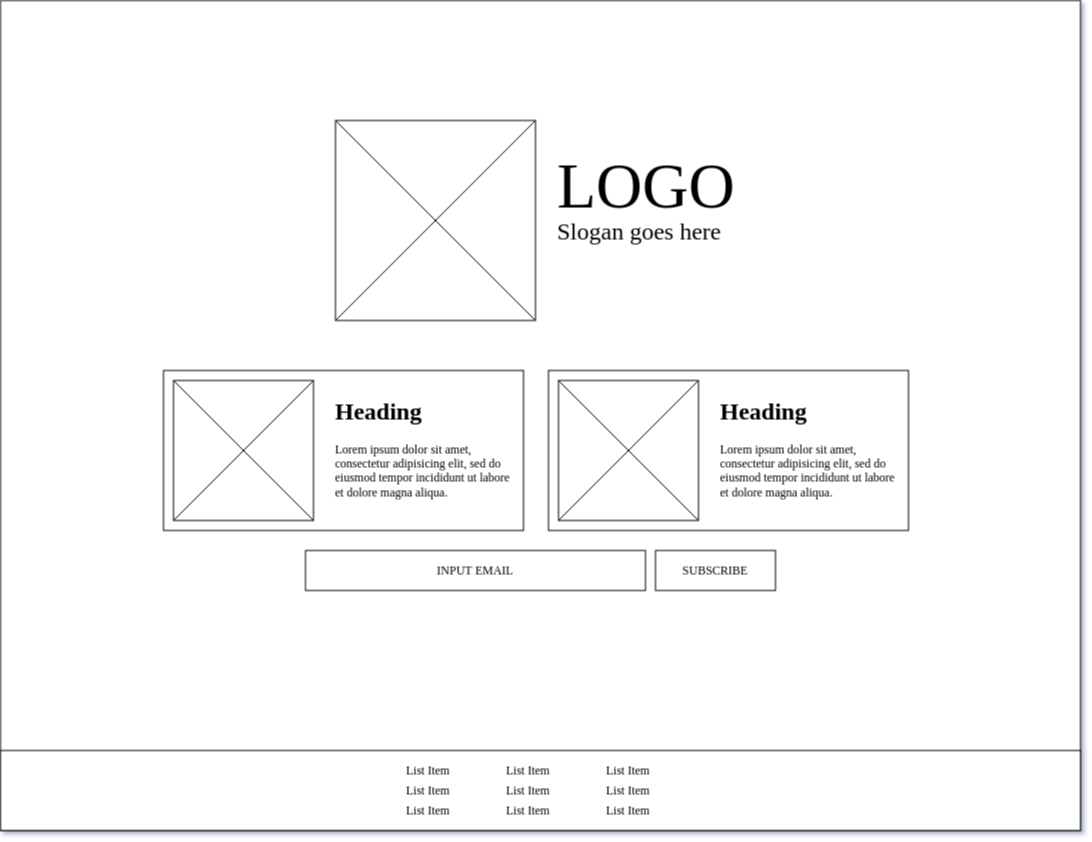 LOGO
Slogan goes here
Heading
Lorem ipsum dolor sit amet,
consectetur adipisicing elit, sed do
eiusmod tempor incididunt ut labore
et dolore magna aliqua.
Heading
Lorem ipsum dolor sit amet,
consectetur adipisicing elit, sed do
eiusmod tempor incididunt ut labore
et dolore magna aliqua.
INPUT EMAIL
SUBSCRIBE
List Item List Item List Item
List Item List Item List Item
List Item List Item List Item